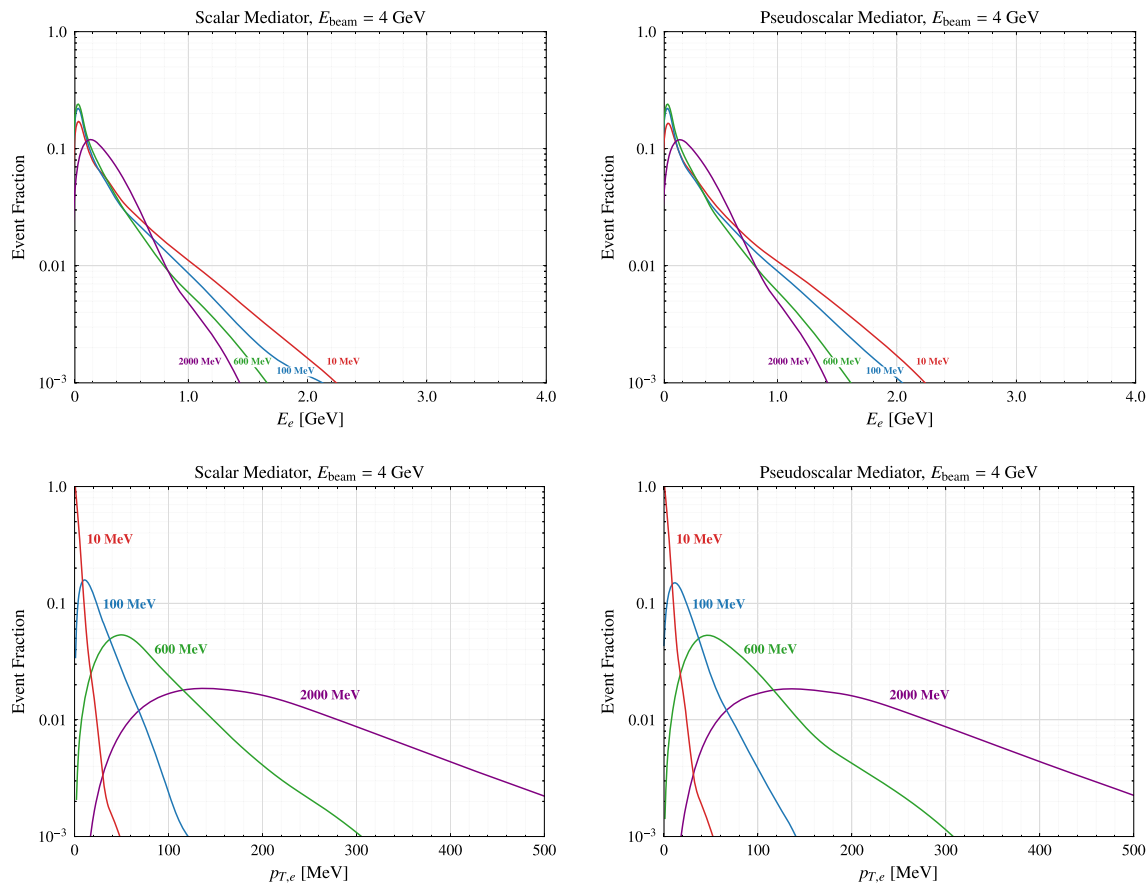 Scalar Mediator, E_beam = 4 GeV
Event Fraction
1.0
0.1
0.01
10⁻³
2000 MeV
600 MeV
100 MeV
10 MeV
0
1.0
2.0
3.0
4.0
E_e [GeV]
Pseudoscalar Mediator, E_beam = 4 GeV
Event Fraction
1.0
0.1
0.01
10⁻³
2000 MeV
600 MeV
100 MeV
10 MeV
0
1.0
2.0
3.0
4.0
E_e [GeV]
Scalar Mediator, E_beam = 4 GeV
Event Fraction
1.0
0.1
0.01
10⁻³
10 MeV
100 MeV
600 MeV
2000 MeV
0
100
200
300
400
500
p_T,e [MeV]
Pseudoscalar Mediator, E_beam = 4 GeV
Event Fraction
1.0
0.1
0.01
10⁻³
10 MeV
100 MeV
600 MeV
2000 MeV
0
100
200
300
400
500
p_T,e [MeV]